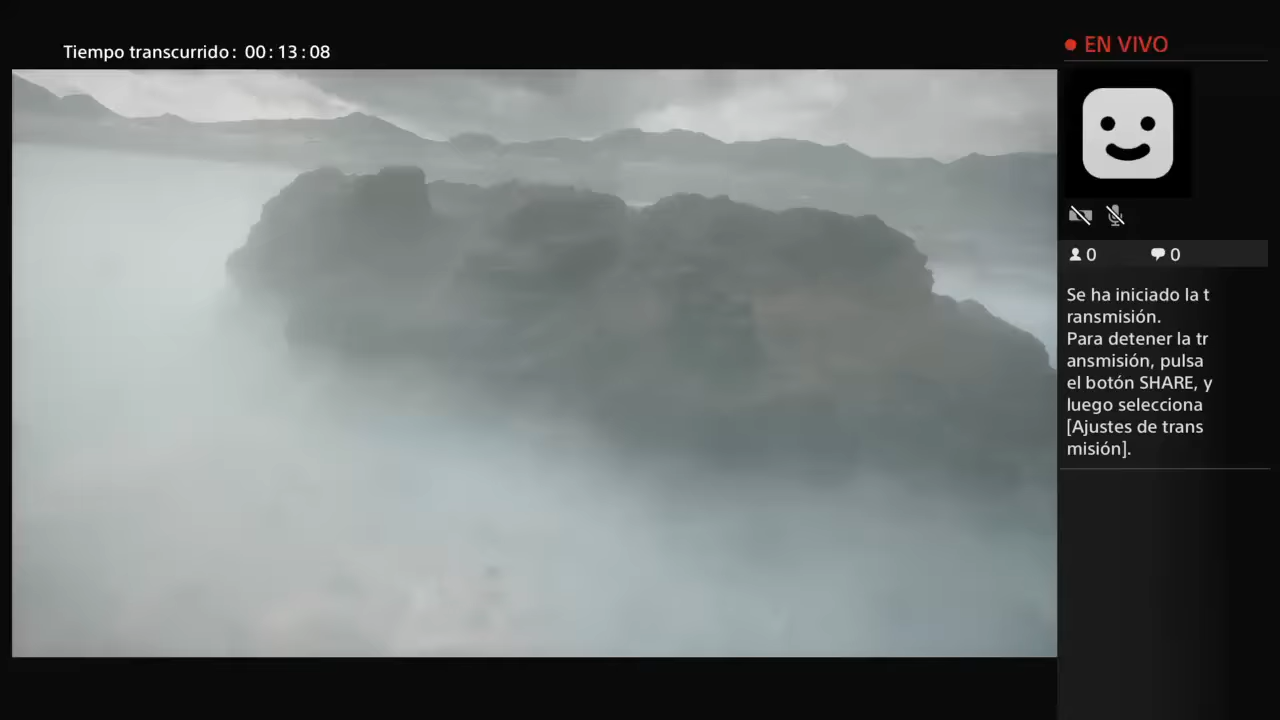 Tiempo transcurrido: 00:13:08
EN VIVO
0
0
Se ha iniciado la t
ransmisión.
Para detener la tr
ansmisión, pulsa
el botón SHARE, y
luego selecciona
[Ajustes de trans
misión].